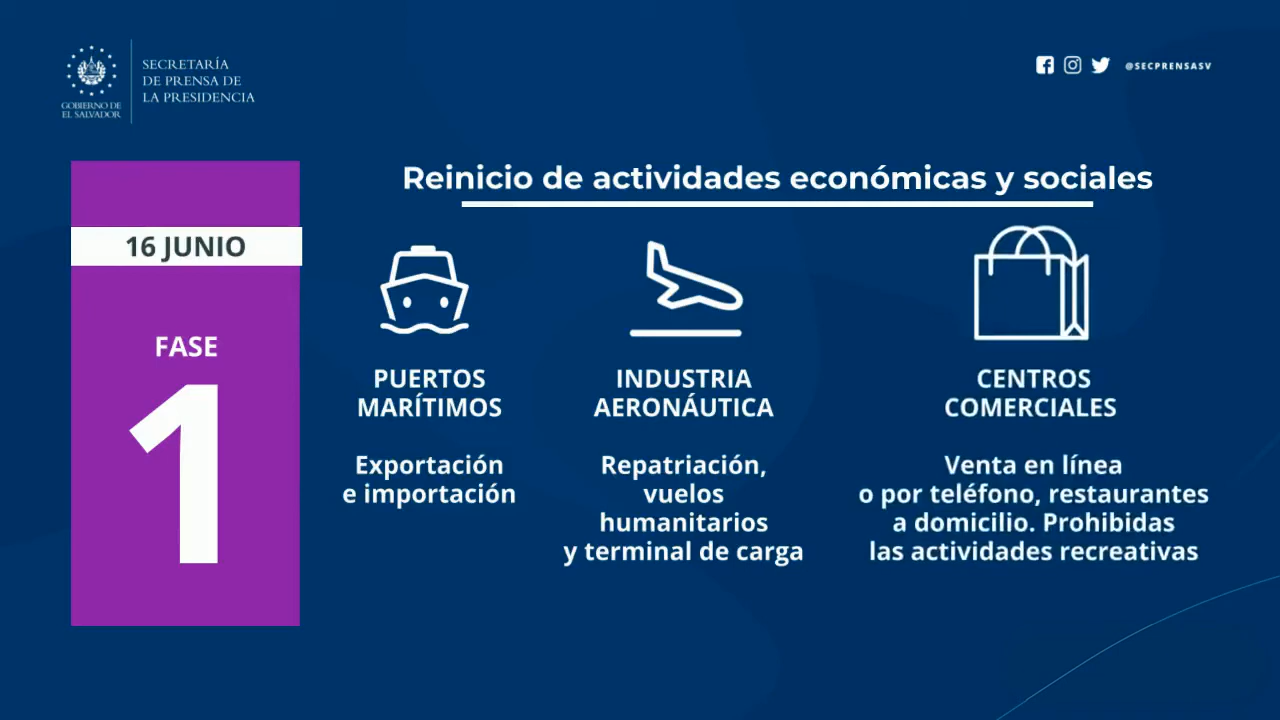 GOBIERNO DE
EL SALVADOR
SECRETARÍA
DE PRENSA DE
LA PRESIDENCIA
@SECPRENSASV
16 JUNIO
FASE
1
Reinicio de actividades económicas y sociales
PUERTOS
MARÍTIMOS
Exportación
e importación
INDUSTRIA
AERONÁUTICA
Repatriación,
vuelos
humanitarios
y terminal de carga
CENTROS
COMERCIALES
Venta en línea
o por teléfono, restaurantes
a domicilio. Prohibidas
las actividades recreativas